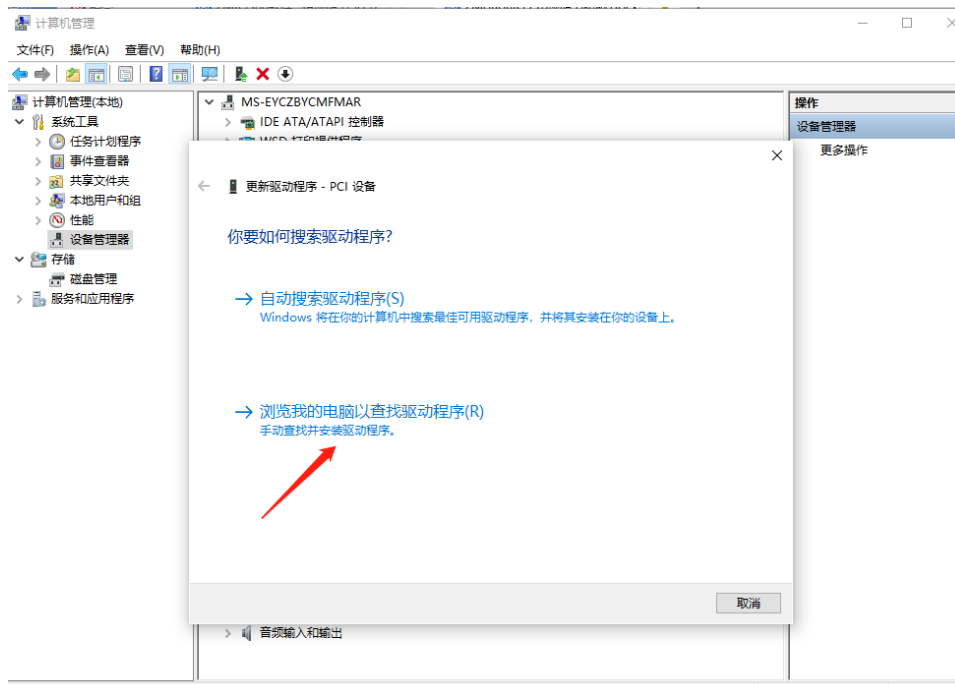 计算机管理
文件(F) 操作(A) 查看(V) 帮助(H)
计算机管理(本地)
系统工具
任务计划程序
事件查看器
共享文件夹
本地用户和组
性能
设备管理器
存储
磁盘管理
服务和应用程序
MS-EYCZBYCMFMAR
IDE ATA/ATAPI 控制器
WSD 打印提供程序
更新驱动程序 - PCI 设备
你要如何搜索驱动程序?
自动搜索驱动程序(S)
Windows 将在你的计算机中搜索最佳可用驱动程序，并将其安装在你的设备上。
浏览我的电脑以查找驱动程序(R)
手动查找并安装驱动程序。
取消
音频输入和输出
操作
设备管理器
更多操作